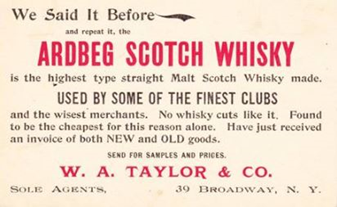 We Said It Before
and repeat it, the
ARDBEG SCOTCH WHISKY
is the highest type straight Malt Scotch Whisky made.
USED BY SOME OF THE FINEST CLUBS
and the wisest merchants. No whisky cuts like it. Found
to be the cheapest for this reason alone. Have just received
an invoice of both NEW and OLD goods.
SEND FOR SAMPLES AND PRICES.
W. A. TAYLOR & CO.
SOLE AGENTS, 39 BROADWAY, N. Y.